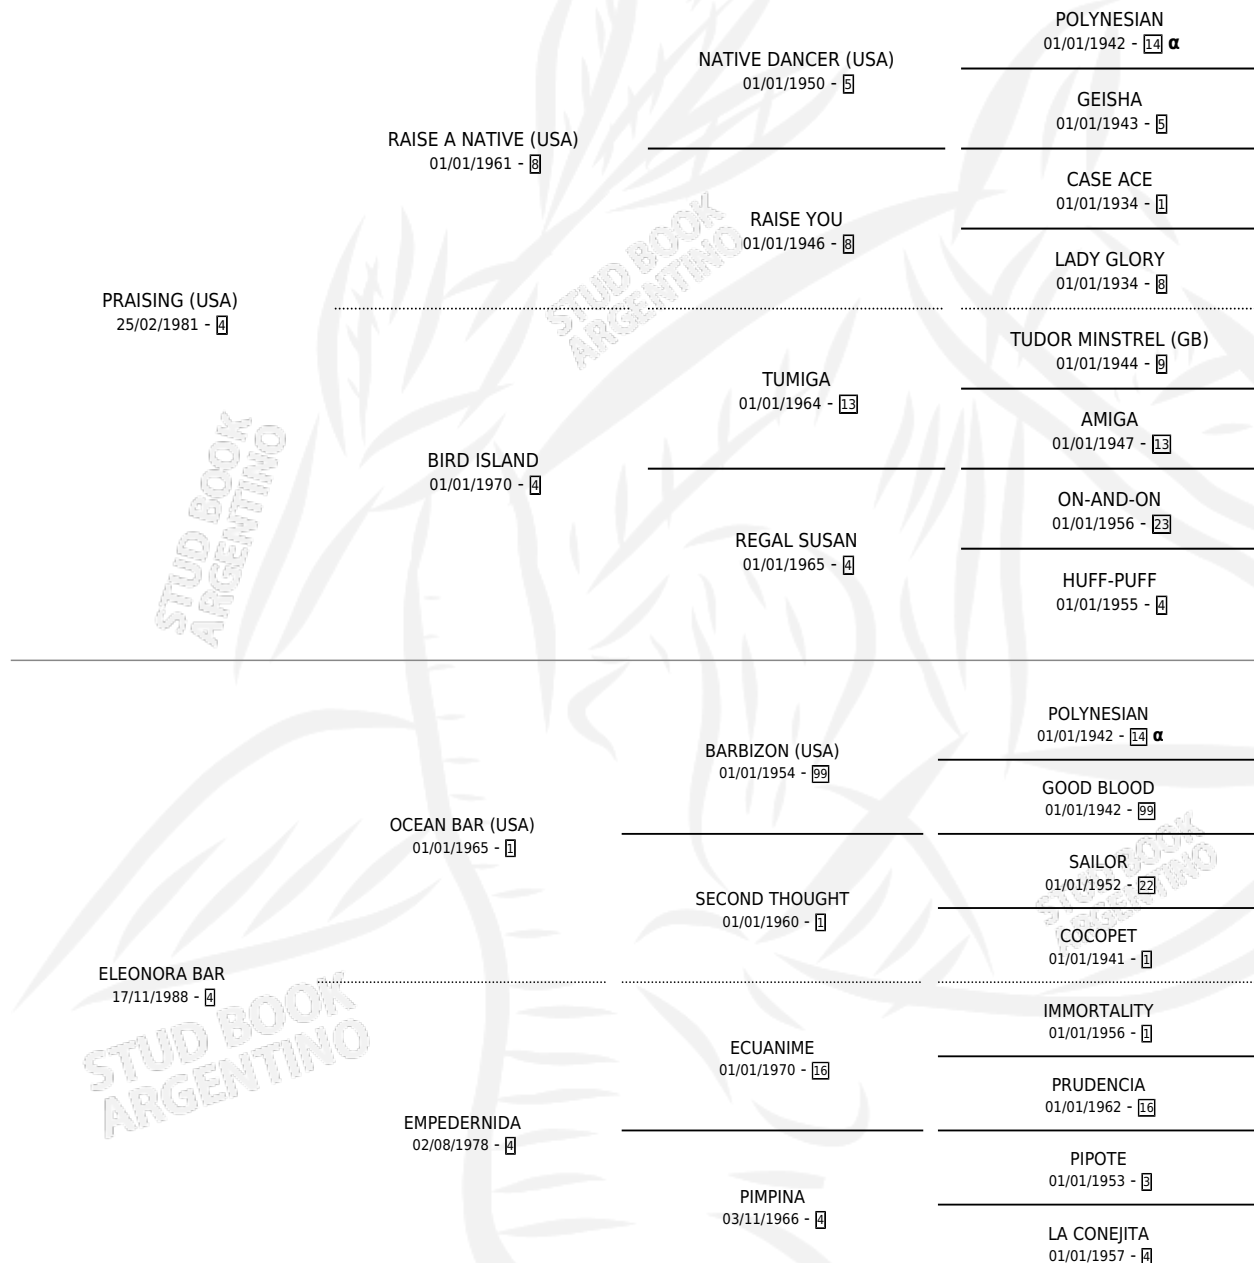 POLYNESIAN
01/01/1942 - 14 α
NATIVE DANCER (USA)
01/01/1950 - 5
GEISHA
01/01/1943 - 5
RAISE A NATIVE (USA)
01/01/1961 - 8
CASE ACE
01/01/1934 - 1
RAISE YOU
01/01/1946 - 8
LADY GLORY
01/01/1934 - 8
PRAISING (USA)
25/02/1981 - 4
STUD BOOK
ARGENTINO
TUDOR MINSTREL (GB)
01/01/1944 - 9
TUMIGA
01/01/1964 - 13
AMIGA
01/01/1947 - 13
BIRD ISLAND
01/01/1970 - 4
ON-AND-ON
01/01/1956 - 23
REGAL SUSAN
01/01/1965 - 4
HUFF-PUFF
01/01/1955 - 4
STUD BOOK
ARGENTINO
POLYNESIAN
01/01/1942 - 14 α
BARBIZON (USA)
01/01/1954 - 99
GOOD BLOOD
01/01/1942 - 99
OCEAN BAR (USA)
01/01/1965 - 1
SAILOR
01/01/1952 - 22
SECOND THOUGHT
01/01/1960 - 1
COCOPET
01/01/1941 - 1
STUD BOOK
ARGENTINO
ELEONORA BAR
17/11/1988 - 4
IMMORTALITY
01/01/1956 - 1
ECUANIME
01/01/1970 - 16
PRUDENCIA
01/01/1962 - 16
EMPEDERNIDA
02/08/1978 - 4
PIPOTE
01/01/1953 - 3
PIMPINA
03/11/1966 - 4
LA CONEJITA
01/01/1957 - 4
STUD BOOK
ARGENTINO